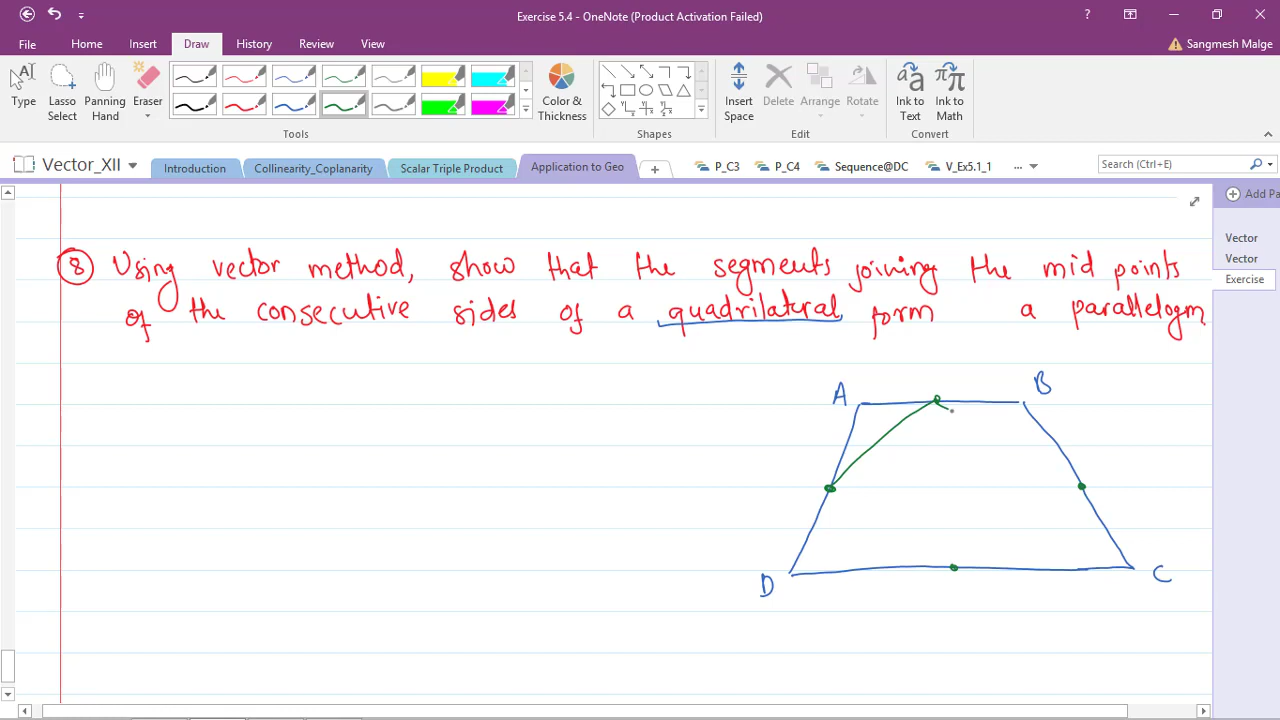 Exercise 5.4 - OneNote (Product Activation Failed)
?
File
Home
Insert
Draw
History
Review
View
Sangmesh Malge
Type
Lasso Select
Panning Hand
Eraser
Color & Thickness
Insert Space
Delete
Arrange
Rotate
Ink to Text
Ink to Math
Tools
Shapes
Edit
Convert
Vector_XII
Introduction
Collinearity_Coplanarity
Scalar Triple Product
Application to Geo
P_C3
P_C4
Sequence@DC
V_Ex5.1_1
...
Search (Ctrl+E)
Add Pa
Vector
Vector
Exercise
8 Using vector method, show that the segments joining the mid points
of the consecutive sides of a quadrilateral form a parallelogm
A
B
D
C